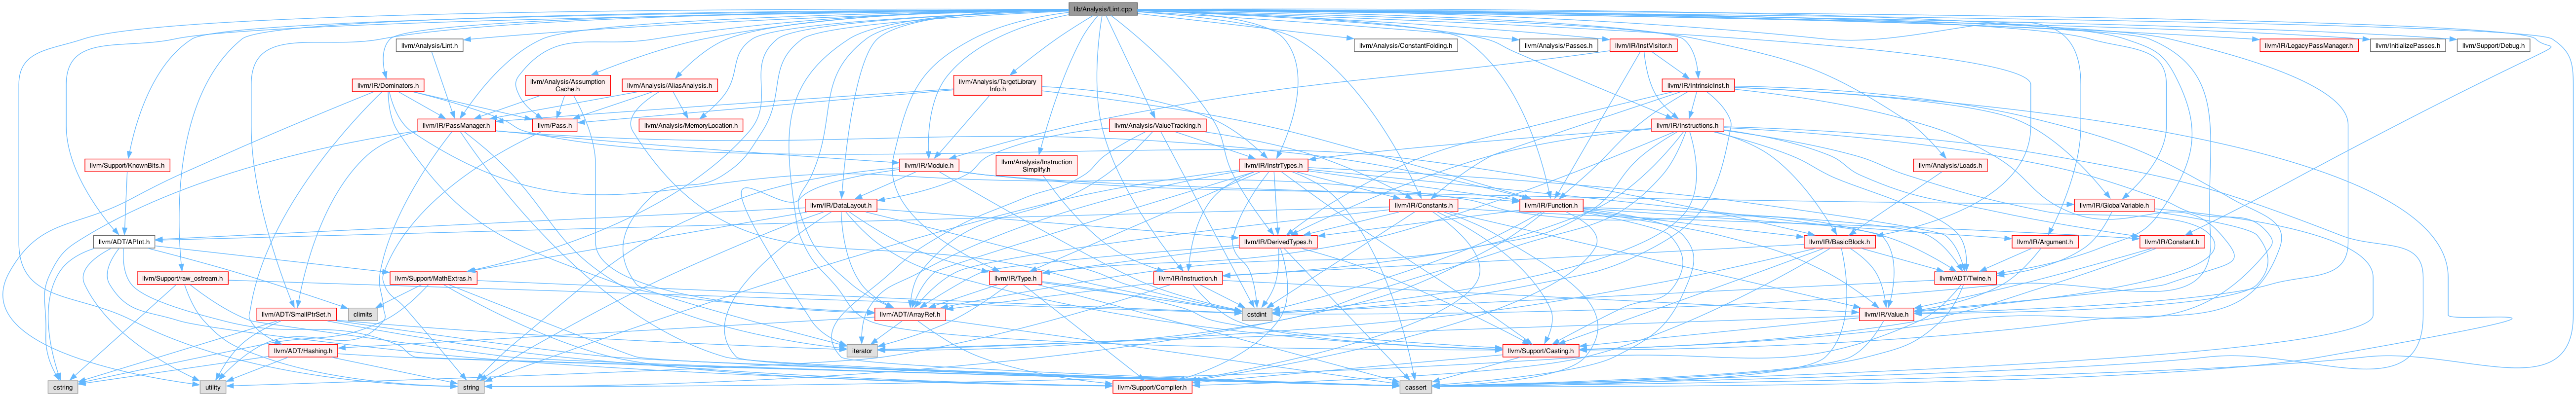 lib/Analysis/Lint.cpp
llvm/Analysis/Lint.h
llvm/Analysis/ConstantFolding.h
llvm/Analysis/Passes.h
llvm/IR/InstVisitor.h
llvm/IR/LegacyPassManager.h
llvm/InitializePasses.h
llvm/Support/Debug.h
llvm/IR/Dominators.h
llvm/Analysis/Assumption
Cache.h
llvm/Analysis/AliasAnalysis.h
llvm/Analysis/TargetLibrary
Info.h
llvm/IR/IntrinsicInst.h
llvm/IR/PassManager.h
llvm/Pass.h
llvm/Analysis/MemoryLocation.h
llvm/Analysis/ValueTracking.h
llvm/IR/Instructions.h
llvm/Support/KnownBits.h
llvm/IR/Module.h
llvm/Analysis/Instruction
Simplify.h
llvm/IR/InstrTypes.h
llvm/Analysis/Loads.h
llvm/IR/DataLayout.h
llvm/IR/Constants.h
llvm/IR/Function.h
llvm/IR/GlobalVariable.h
llvm/ADT/APInt.h
llvm/IR/DerivedTypes.h
llvm/IR/BasicBlock.h
llvm/IR/Argument.h
llvm/IR/Constant.h
llvm/Support/raw_ostream.h
llvm/Support/MathExtras.h
llvm/IR/Type.h
llvm/IR/Instruction.h
llvm/ADT/Twine.h
llvm/ADT/SmallPtrSet.h
climits
llvm/ADT/ArrayRef.h
cstdint
llvm/IR/Value.h
llvm/ADT/Hashing.h
iterator
llvm/Support/Casting.h
cstring
utility
string
llvm/Support/Compiler.h
cassert